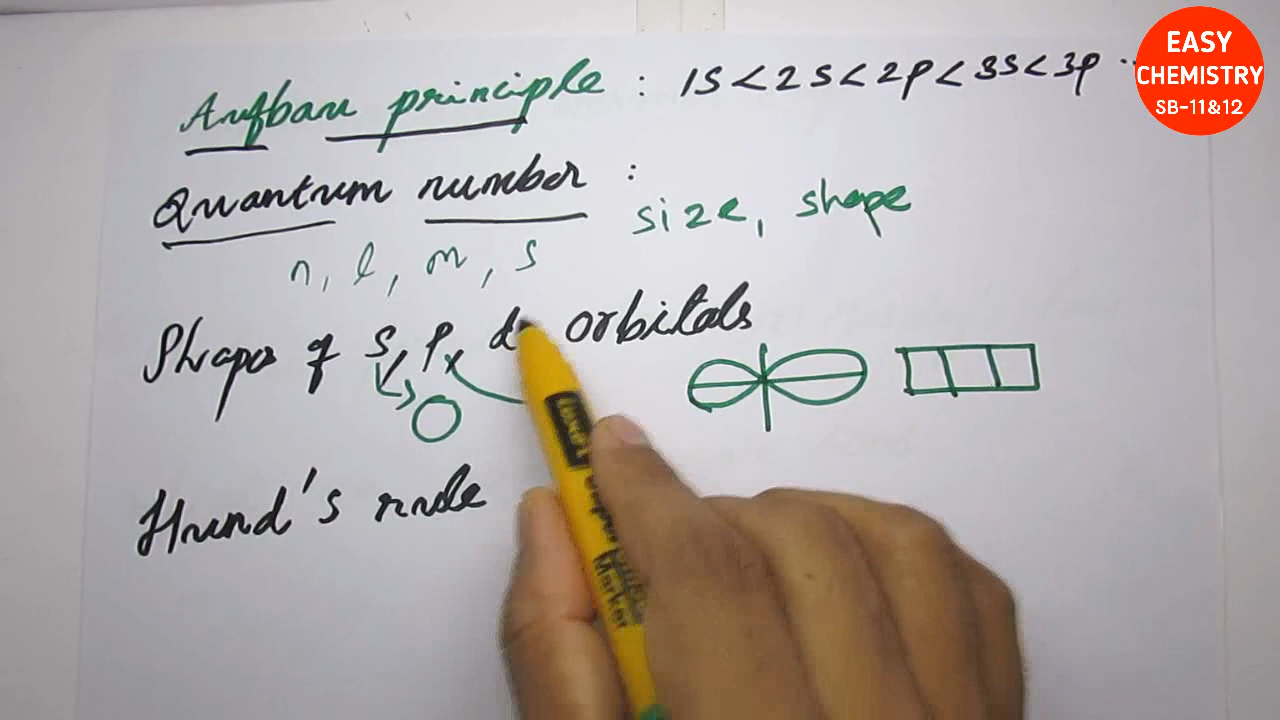 EASY
CHEMISTRY
SB-11&12
Aufbau principle : 1S < 2S < 2P < 3S < 3P ..
Quantum number :
size, shape
n, l, m, s
Shape of S, P, d orbitals
Hund's rule